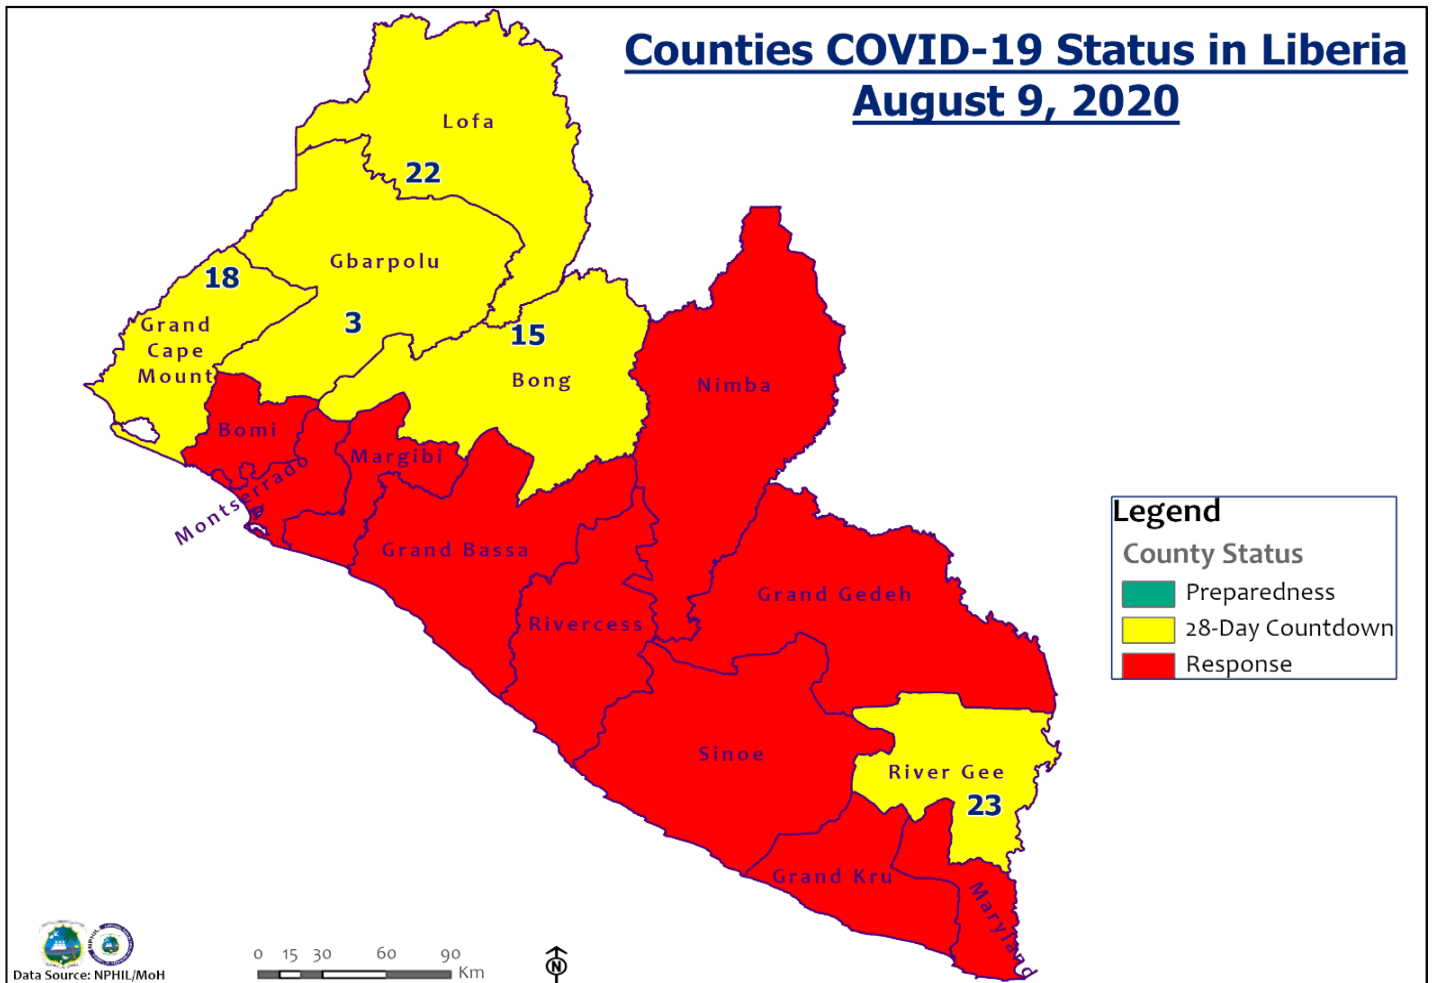 Counties COVID-19 Status in Liberia
August 9, 2020
Lofa
22
Gbarpolu
3
18
Grand
Cape
Mount
15
Bong
Nimba
Bomi
Montserrado
Margibi
Grand Bassa
Rivercess
Grand Gedeh
Sinoe
River Gee
23
Grand Kru
Maryland
Legend
County Status
Preparedness
28-Day Countdown
Response
Data Source: NPHIL/MoH
0 15 30 60 90
Km
N